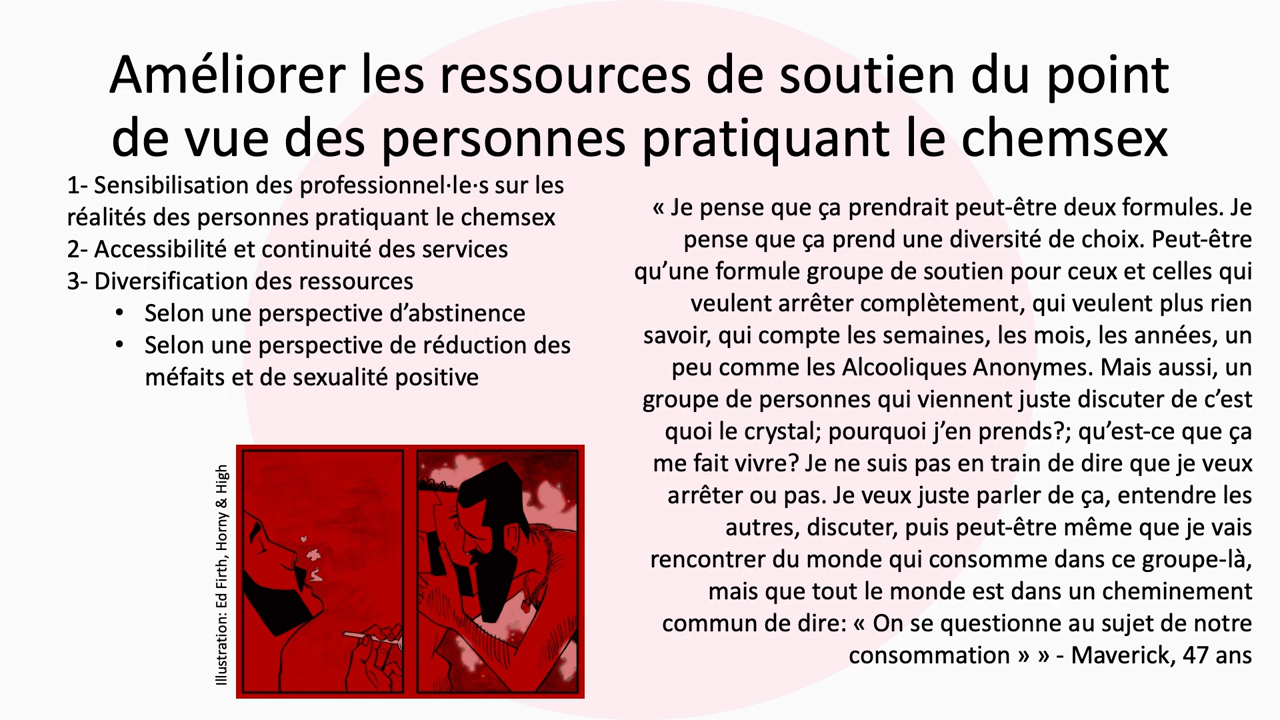 Améliorer les ressources de soutien du point
de vue des personnes pratiquant le chemsex
1- Sensibilisation des professionnel·le·s sur les
réalités des personnes pratiquant le chemsex
2- Accessibilité et continuité des services
3- Diversification des ressources
• Selon une perspective d’abstinence
• Selon une perspective de réduction des
méfaits et de sexualité positive
Illustration: Ed Firth, Horny & High
« Je pense que ça prendrait peut-être deux formules. Je
pense que ça prend une diversité de choix. Peut-être
qu’une formule groupe de soutien pour ceux et celles qui
veulent arrêter complètement, qui veulent plus rien
savoir, qui compte les semaines, les mois, les années, un
peu comme les Alcooliques Anonymes. Mais aussi, un
groupe de personnes qui viennent juste discuter de c’est
quoi le crystal; pourquoi j’en prends?; qu’est-ce que ça
me fait vivre? Je ne suis pas en train de dire que je veux
arrêter ou pas. Je veux juste parler de ça, entendre les
autres, discuter, puis peut-être même que je vais
rencontrer du monde qui consomme dans ce groupe-là,
mais que tout le monde est dans un cheminement
commun de dire: « On se questionne au sujet de notre
consommation » » - Maverick, 47 ans